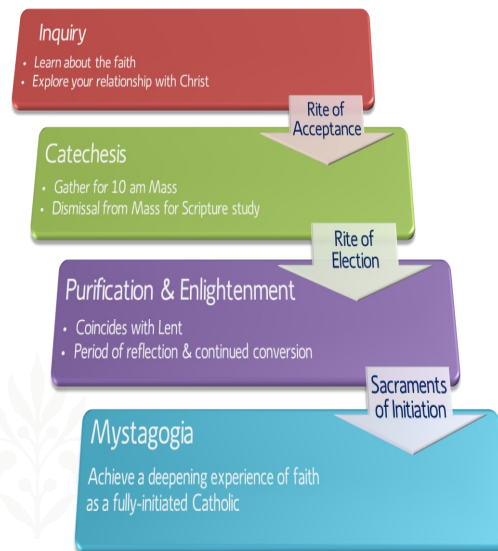 Inquiry
• Learn about the faith
• Explore your relationship with Christ
Rite of
Acceptance
Catechesis
• Gather for 10 am Mass
• Dismissal from Mass for Scripture study
Rite of
Election
Purification & Enlightenment
• Coincides with Lent
• Period of reflection & continued conversion
Sacraments
of Initiation
Mystagogia
Achieve a deepening experience of faith
as a fully-initiated Catholic